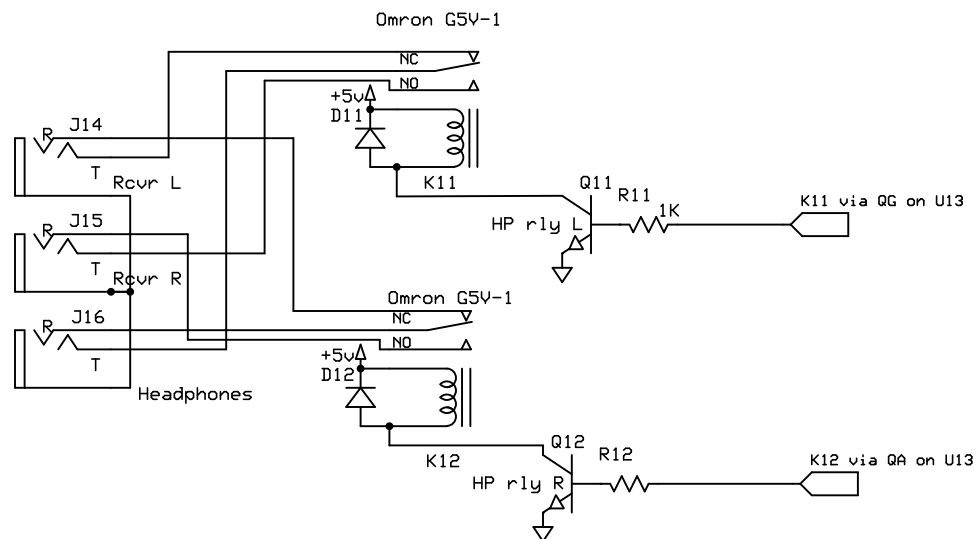 Omron G5V-1
NC
NO
+5v
D11
R
J14
T
Rcvr L
K11
Q11
R11
1K
K11 via QG on U13
HP rly L
R
J15
T
Rcvr R
Omron G5V-1
NC
NO
R
J16
T
+5v
D12
Headphones
K12
Q12
R12
K12 via QA on U13
HP rly R